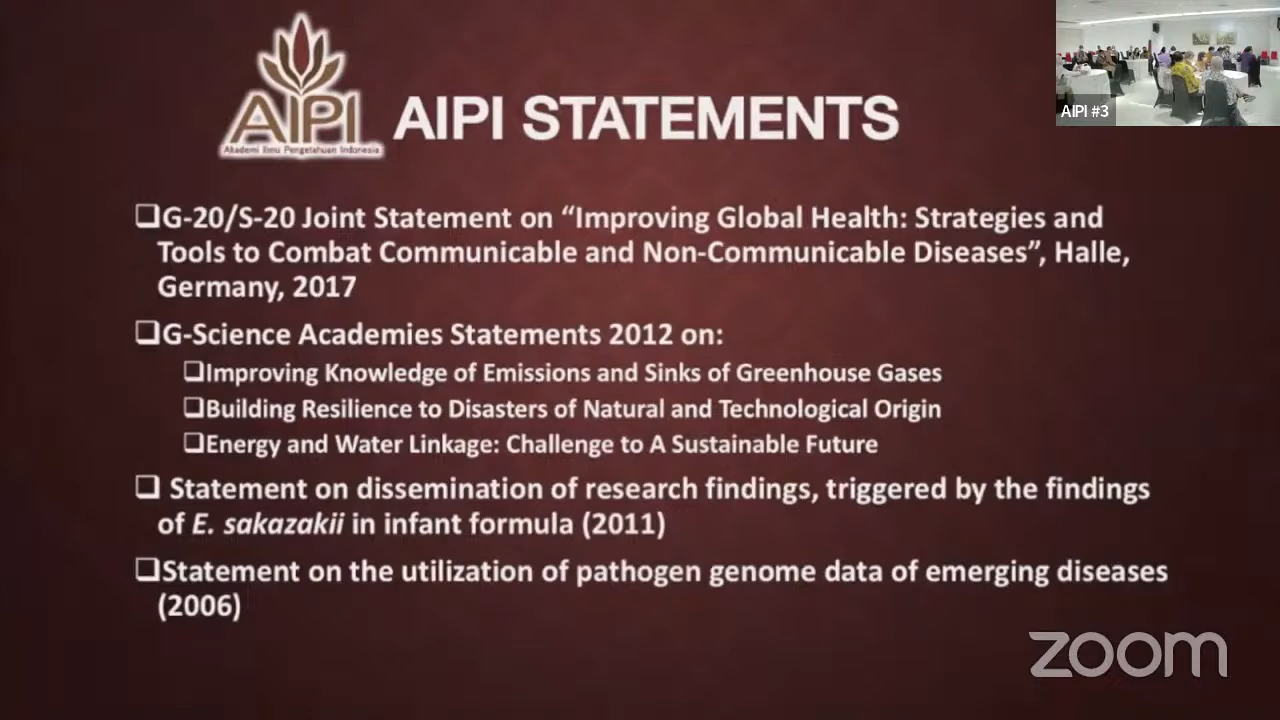 AIPI
Akademi Ilmu Pengetahuan Indonesia
AIPI STATEMENTS
AIPI #3
❑G-20/S-20 Joint Statement on “Improving Global Health: Strategies and
Tools to Combat Communicable and Non-Communicable Diseases”, Halle,
Germany, 2017
❑G-Science Academies Statements 2012 on:
❑Improving Knowledge of Emissions and Sinks of Greenhouse Gases
❑Building Resilience to Disasters of Natural and Technological Origin
❑Energy and Water Linkage: Challenge to A Sustainable Future
❑ Statement on dissemination of research findings, triggered by the findings
of E. sakazakii in infant formula (2011)
❑Statement on the utilization of pathogen genome data of emerging diseases
(2006)
zoom